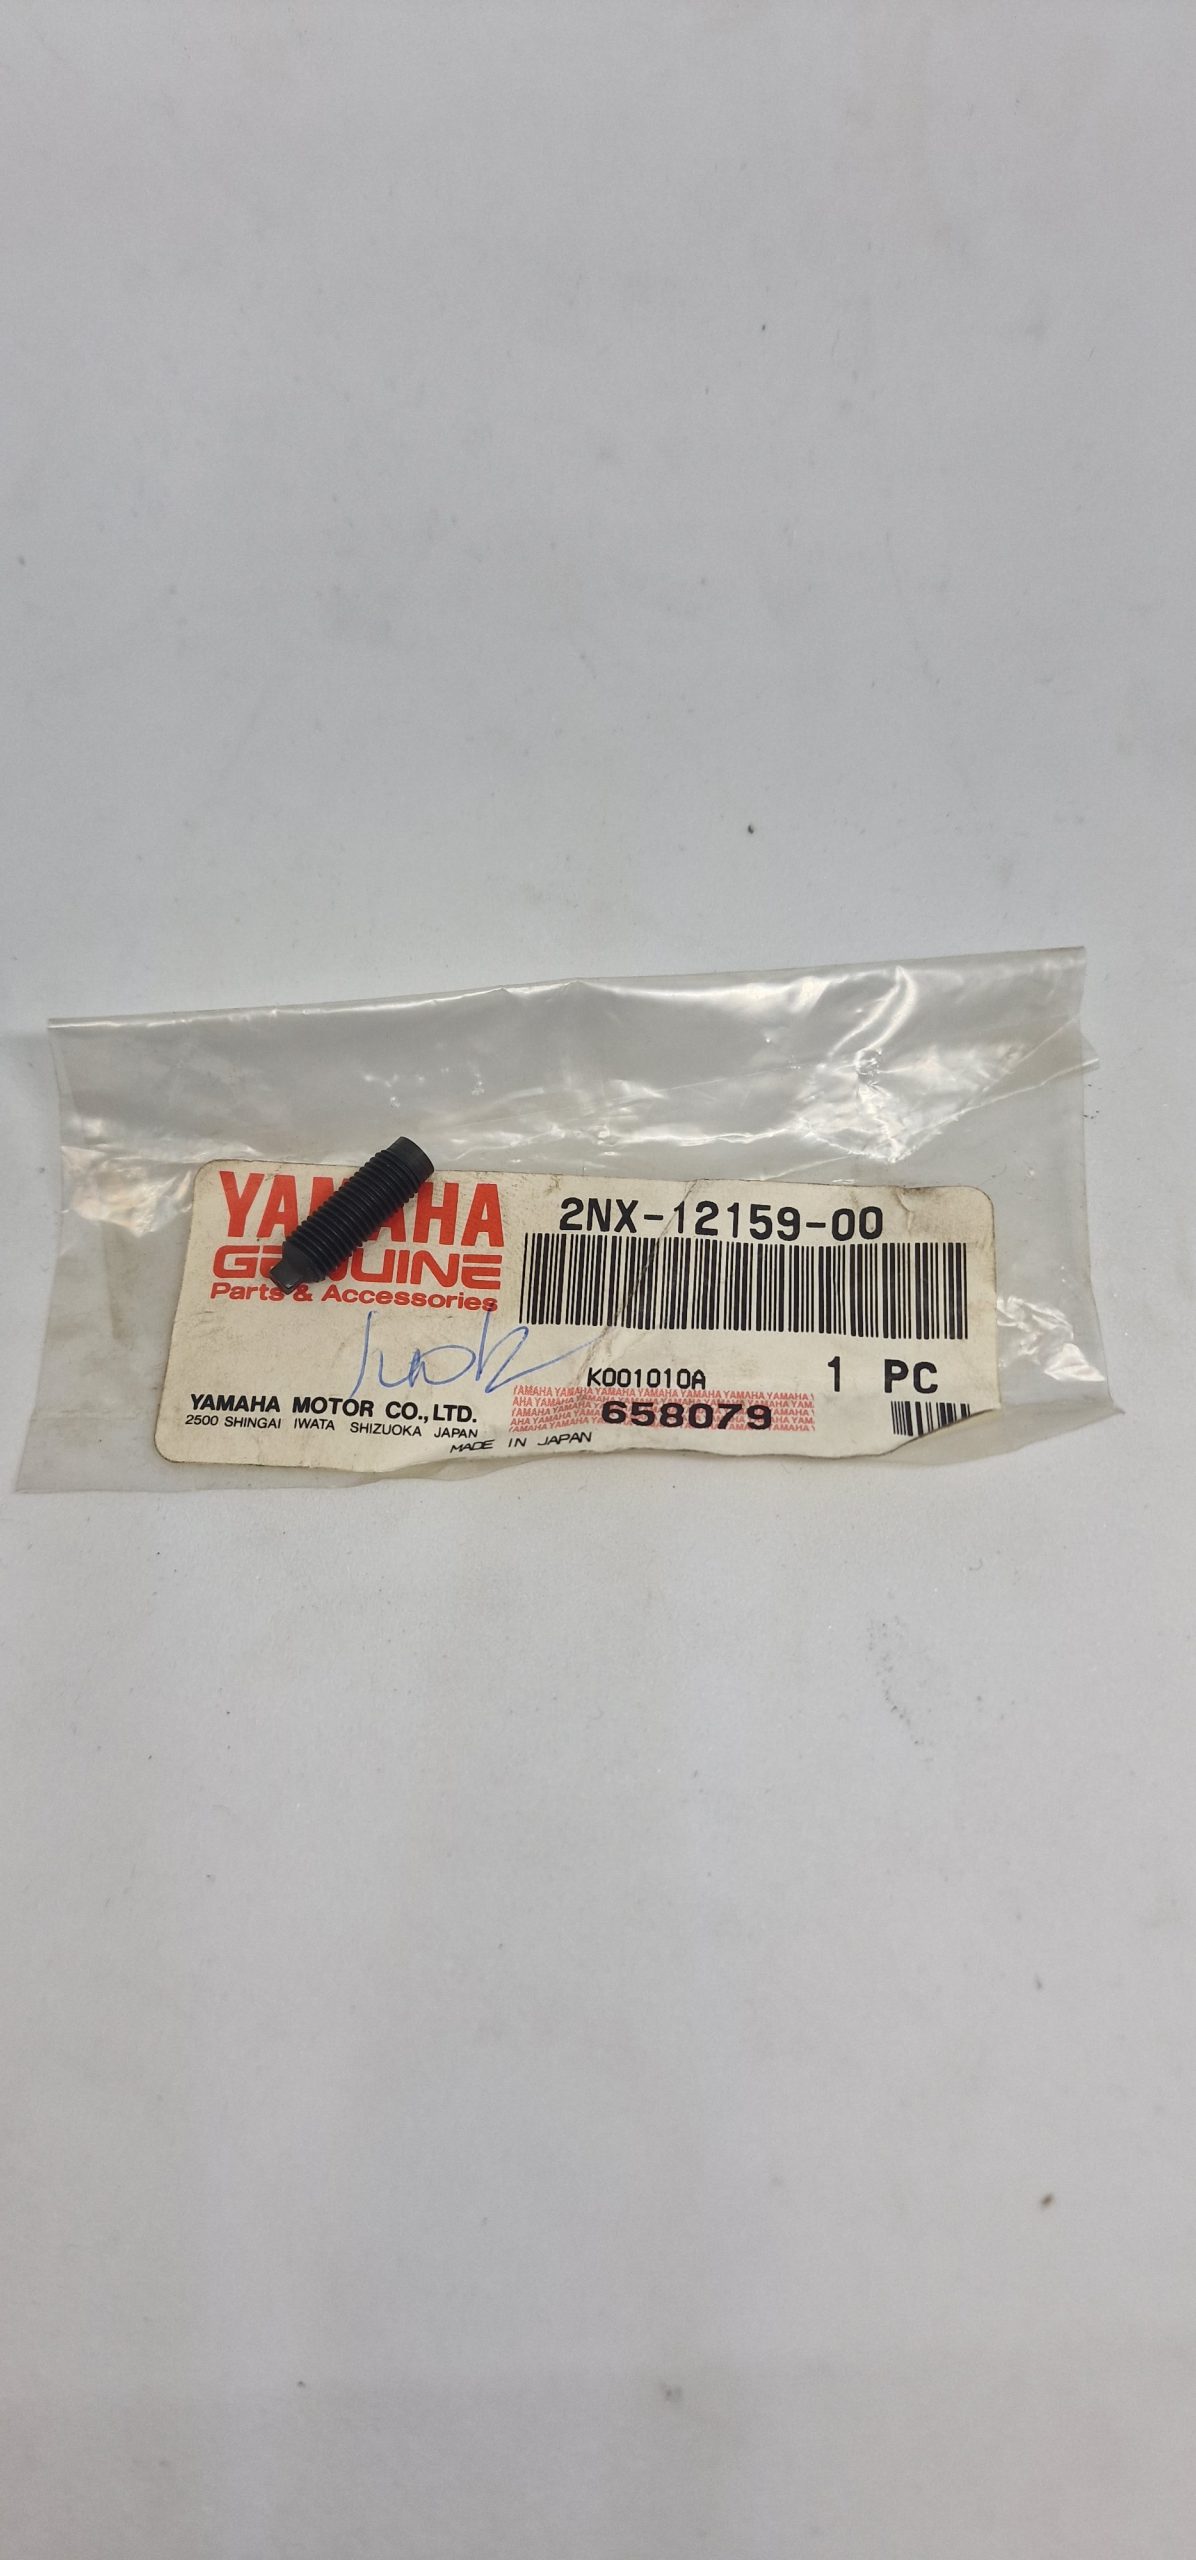 YAMAHA
GENUINE
Parts & Accessories
2NX-12159-00
K001010A
1 PC
658079
YAMAHA MOTOR CO., LTD.
2500 SHINGAI IWATA SHIZUOKA JAPAN
MADE IN JAPAN